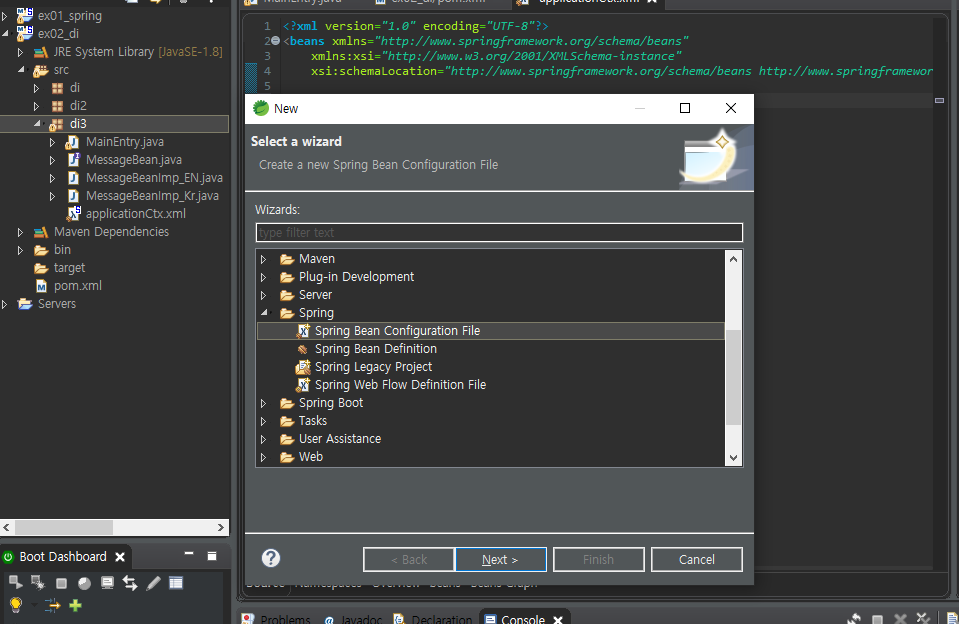 ex01_spring
ex02_di
JRE System Library [JavaSE-1.8]
src
di
di2
di3
MainEntry.java
MessageBean.java
MessageBeanImp_EN.java
MessageBeanImp_Kr.java
applicationCtx.xml
Maven Dependencies
bin
target
pom.xml
Servers
Boot Dashboard
1 <?xml version="1.0" encoding="UTF-8"?>
2 <beans xmlns="http://www.springframework.org/schema/beans"
3 xmlns:xsi="http://www.w3.org/2001/XMLSchema-instance"
4 xsi:schemaLocation="http://www.springframework.org/schema/beans http://www.springframewor
5
New
Select a wizard
Create a new Spring Bean Configuration File
Wizards:
type filter text
Maven
Plug-in Development
Server
Spring
Spring Bean Configuration File
Spring Bean Definition
Spring Legacy Project
Spring Web Flow Definition File
Spring Boot
Tasks
User Assistance
Web
< Back Next > Finish Cancel
Problems Javadoc Declaration Console